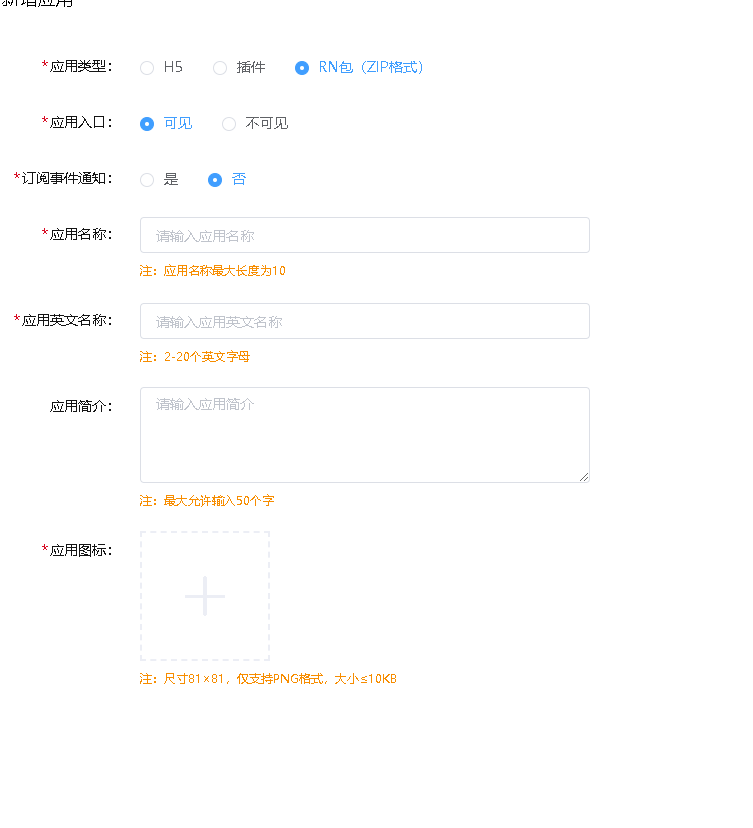 新增应用
*应用类型： H5 插件 RN包（ZIP格式）
*应用入口： 可见 不可见
*订阅事件通知： 是 否
*应用名称： 请输入应用名称
注：应用名称最大长度为10
*应用英文名称： 请输入应用英文名称
注：2-20个英文字母
应用简介： 请输入应用简介
注：最大允许输入50个字
*应用图标：
注：尺寸81×81，仅支持PNG格式，大小≤10KB